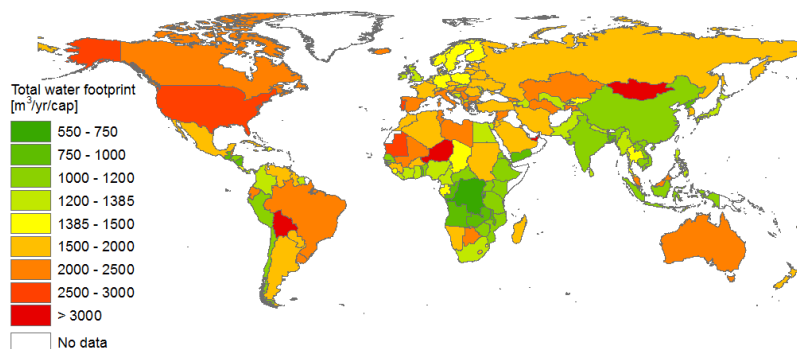 Total water footprint
[m³/yr/cap]
550 - 750
750 - 1000
1000 - 1200
1200 - 1385
1385 - 1500
1500 - 2000
2000 - 2500
2500 - 3000
> 3000
No data